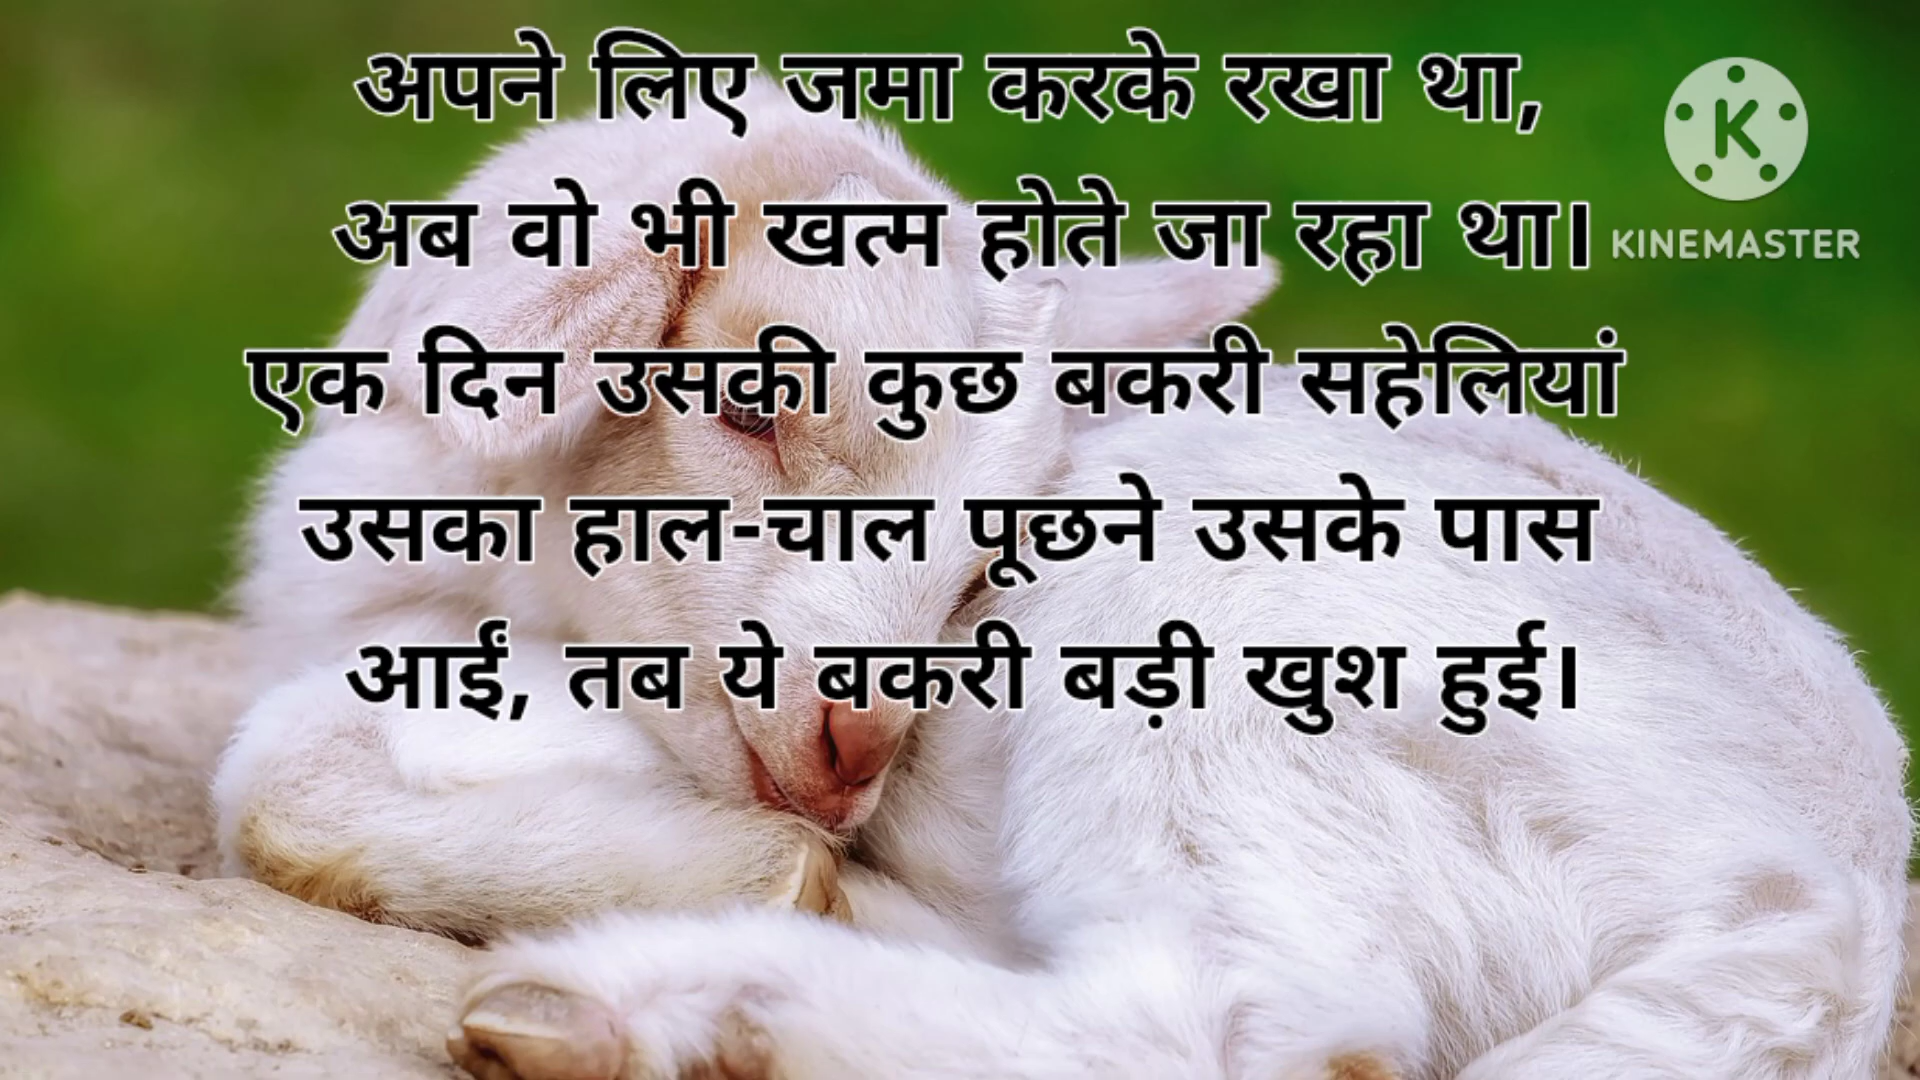 अपने लिए जमा करके रखा था,
अब वो भी खत्म होते जा रहा था।
एक दिन उसकी कुछ बकरी सहेलियां
उसका हाल-चाल पूछने उसके पास
आईं, तब ये बकरी बड़ी खुश हुई।
K
KINEMASTER